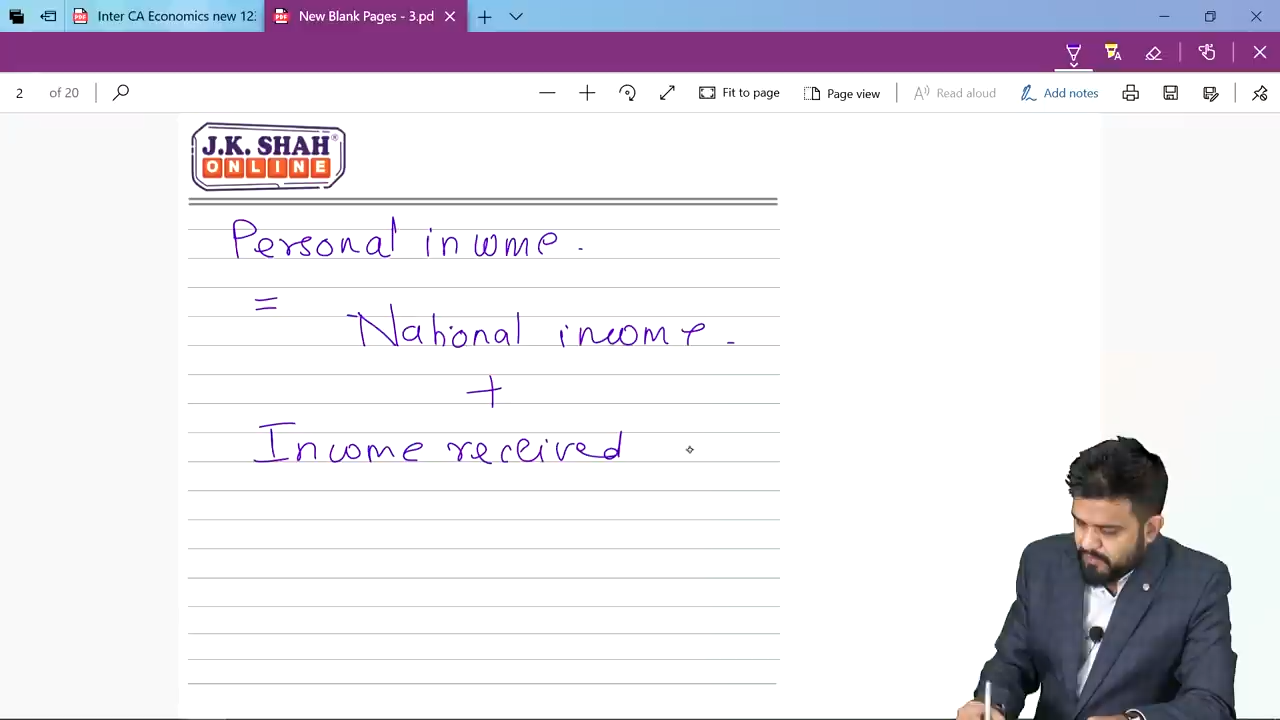 Inter CA Economics new 123
New Blank Pages - 3.pd
2 of 20
Fit to page
Page view
Read aloud
Add notes
J.K. SHAH®
ONLINE
Personal income.
=
National income.
+
Income received